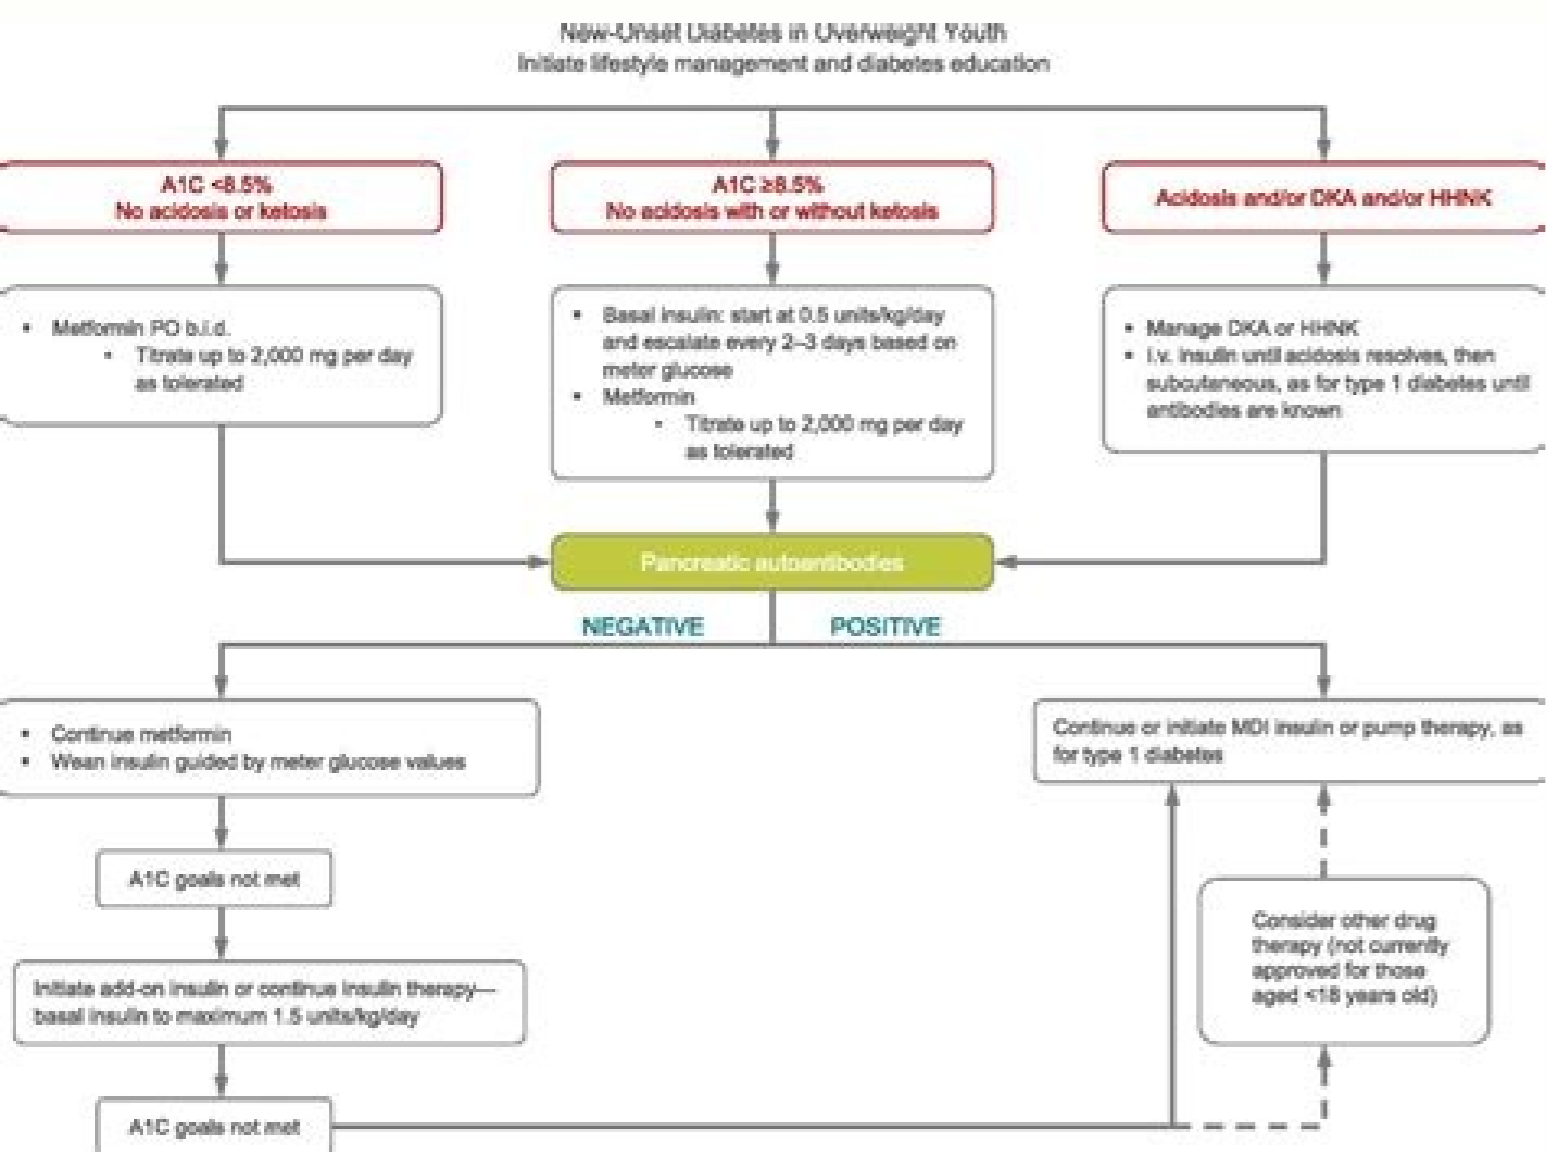 New-Onset Diabetes in Overweight Youth
Initiate lifestyle management and diabetes education
A1C <8.5%
No acidosis or ketosis
A1C ≥8.5%
No acidosis with or without ketosis
Acidosis and/or DKA and/or HHNK
• Metformin PO b.i.d.
• Titrate up to 2,000 mg per day
as tolerated
• Basal insulin: start at 0.5 units/kg/day
and escalate every 2–3 days based on
meter glucose
• Metformin
• Titrate up to 2,000 mg per day
as tolerated
• Manage DKA or HHNK
• i.v. insulin until acidosis resolves, then
subcutaneous, as for type 1 diabetes until
antibodies are known
Pancreatic autoantibodies
NEGATIVE
POSITIVE
• Continue metformin
• Wean insulin guided by meter glucose values
Continue or initiate MDI insulin or pump therapy, as
for type 1 diabetes
A1C goals not met
Initiate add-on insulin or continue insulin therapy—
basal insulin to maximum 1.5 units/kg/day
Consider other drug
therapy (not currently
approved for those
aged <18 years old)
A1C goals not met